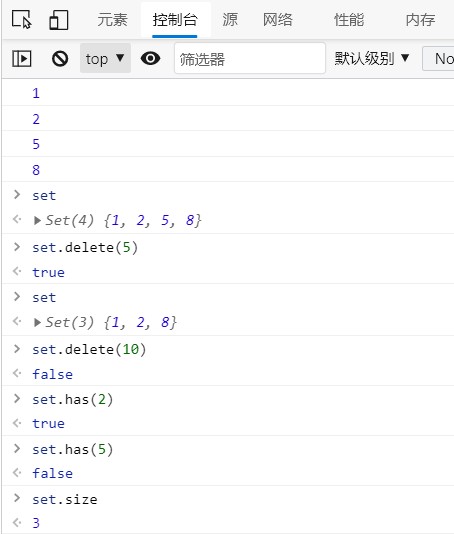 元素 控制台 源 网络 性能 内存
top ▼ 筛选器 默认级别 ▼ No
1
2
5
8
> set
< ▶ Set(4) {1, 2, 5, 8}
> set.delete(5)
< true
> set
< ▶ Set(3) {1, 2, 8}
> set.delete(10)
< false
> set.has(2)
< true
> set.has(5)
< false
> set.size
< 3